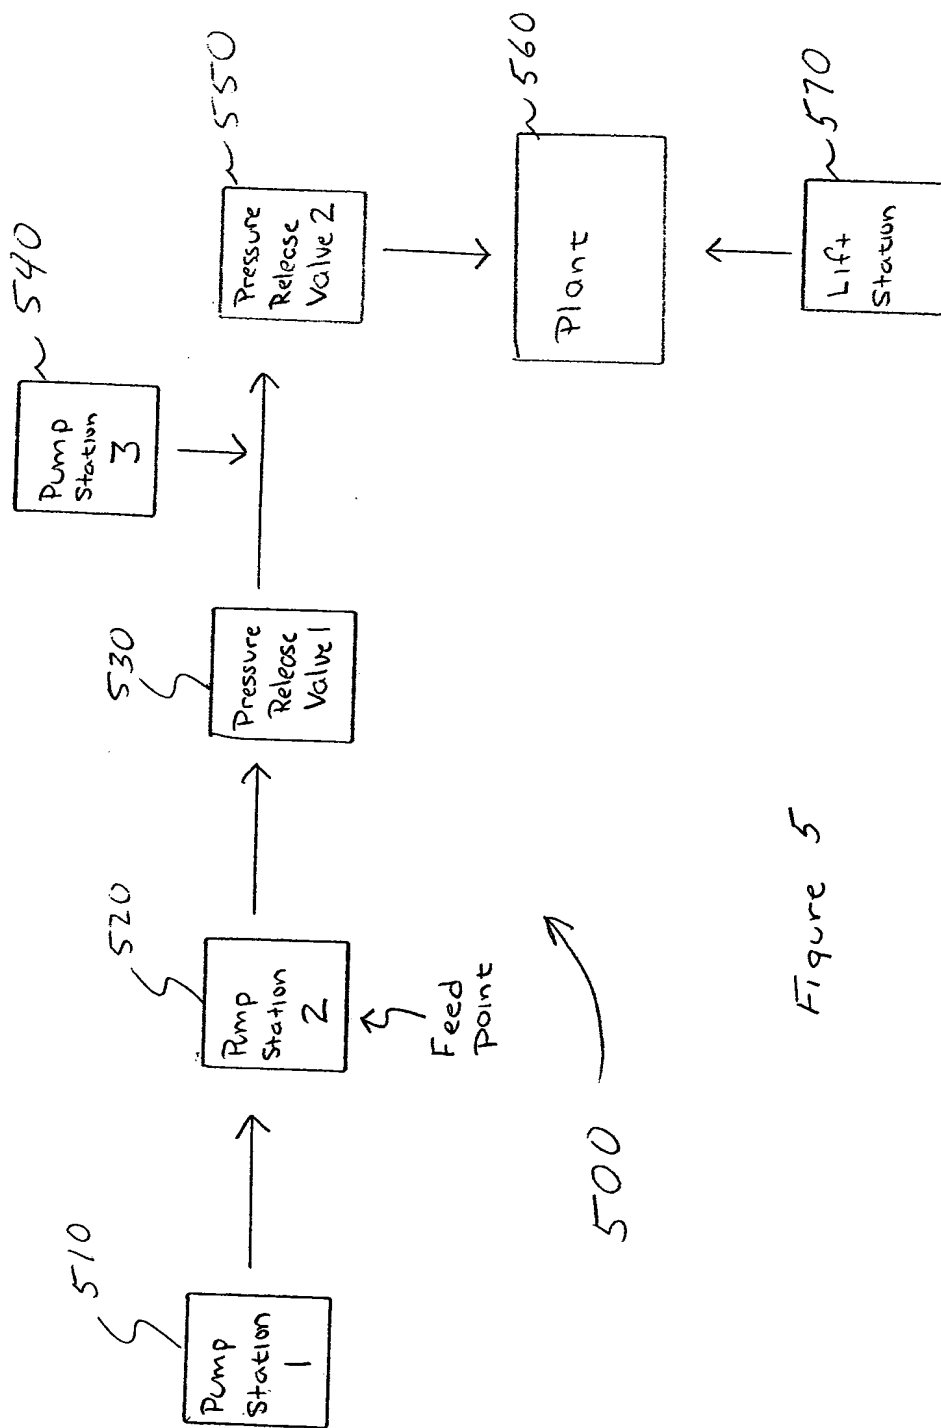 510
Pump
Station
1
520
Pump
Station
2
Feed
point
530
Pressure
Release
Valve 1
540
Pump
Station
3
550
Pressure
Release
Valve 2
560
Plant
570
Lift
Station
500
Figure 5